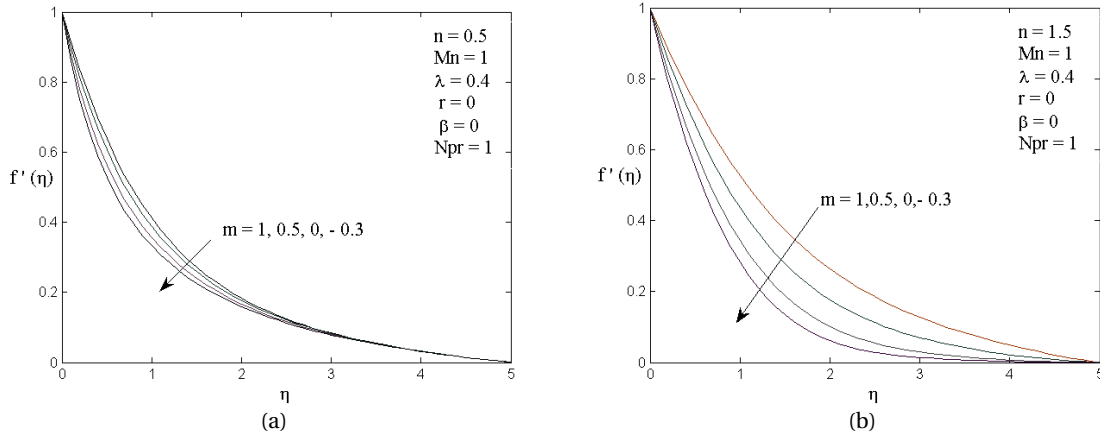 1
0.8
0.6
f ' (η)
0.4
0.2
0
0 1 2 3 4 5
η
n = 0.5
Mn = 1
λ = 0.4
r = 0
β = 0
Npr = 1
m = 1, 0.5, 0, - 0.3
(a)
1
0.8
0.6
f ' (η)
0.4
0.2
0
0 1 2 3 4 5
η
n = 1.5
Mn = 1
λ = 0.4
r = 0
β = 0
Npr = 1
m = 1,0.5, 0,- 0.3
(b)